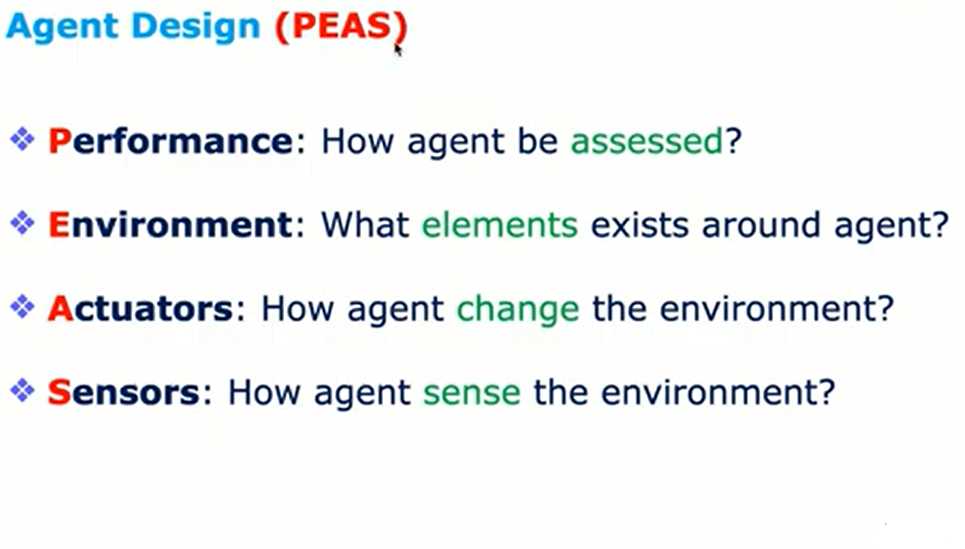 Agent Design (PEAS)
Performance: How agent be assessed?
Environment: What elements exists around agent?
Actuators: How agent change the environment?
Sensors: How agent sense the environment?